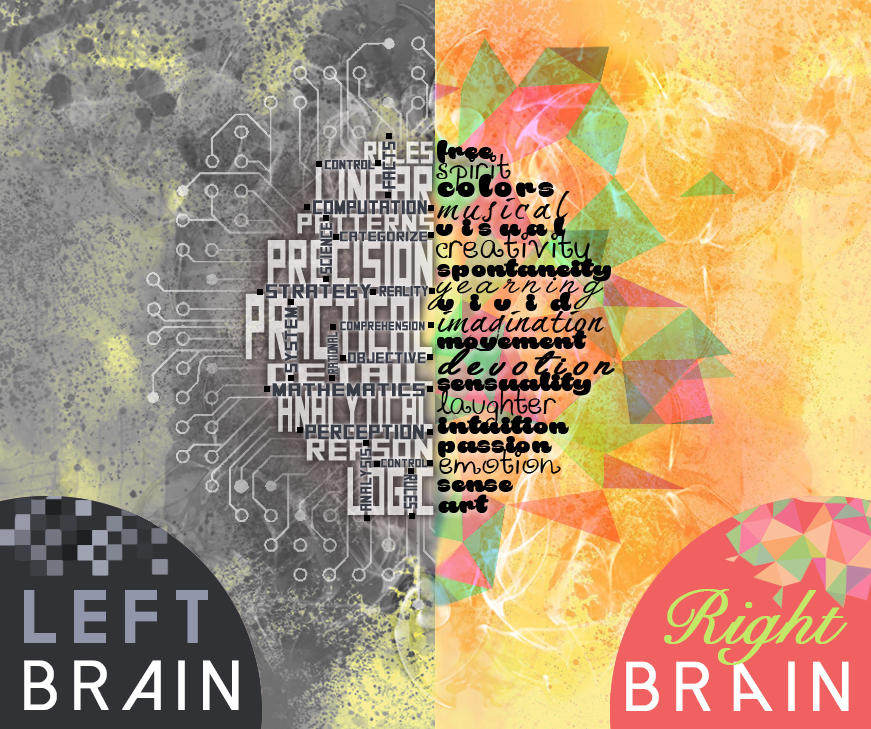 RULES
FACTS
CONTROL
LINEAR
COMPUTATION
PATTERNS
SCIENCE
CATEGORIZE
PRECISION
STRATEGY
REALITY
PRACTICAL
SYSTEM
COMPREHENSION
RATIONAL
OBJECTIVE
DETAIL
MATHEMATICS
ANALYTICAL
PERCEPTION
REASON
ANALYSIS
CONTROL
RULES
LOGIC
free
spirit
colors
musical
visual
creativity
spontaneity
yearning
vivid
imagination
movement
devotion
sensuality
laughter
intuition
passion
emotion
sense
art
LEFT
BRAIN
Right
BRAIN